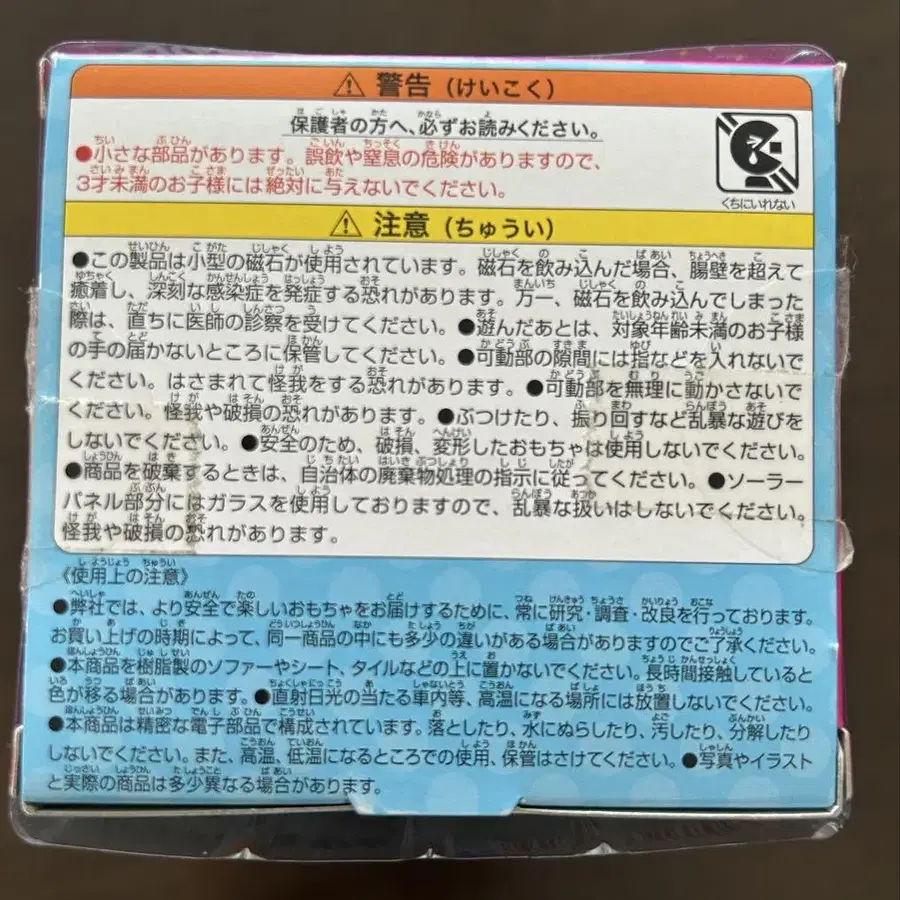 ⚠ 警告（けいこく）
保護者の方へ、必ずお読みください。
●小さな部品があります。誤飲や窒息の危険がありますので、
3才未満のお子様には絶対に与えないでください。
くちにいれない
⚠ 注意（ちゅうい）
●この製品は小型の磁石が使用されています。磁石を飲み込んだ場合、腸壁を超えて
癒着し、深刻な感染症を発症する恐れがあります。万一、磁石を飲み込んでしまった
際は、直ちに医師の診察を受けてください。●遊んだあとは、対象年齢未満のお子様
の手の届かないところに保管してください。●可動部の隙間には指などを入れないで
ください。はさまれて怪我をする恐れがあります。●可動部を無理に動かさないで
ください。怪我や破損の恐れがあります。●ぶつけたり、振り回すなど乱暴な遊びを
しないでください。●安全のため、破損、変形したおもちゃは使用しないでください。
●商品を破棄するときは、自治体の廃棄物処理の指示に従ってください。●ソーラー
パネル部分にはガラスを使用しておりますので、乱暴な扱いはしないでください。
怪我や破損の恐れがあります。
《使用上の注意》
●弊社では、より安全で楽しいおもちゃをお届けするために、常に研究・調査・改良を行っております。
お買い上げの時期によって、同一商品の中にも多少の違いがある場合がありますのでご了承ください。
●本商品を樹脂製のソファーやシート、タイルなどの上に置かないでください。長時間接触していると
色が移る場合があります。●直射日光の当たる車内等、高温になる場所には放置しないでください。
●本商品は精密な電子部品で構成されています。落としたり、水にぬらしたり、汚したり、分解したり
しないでください。また、高温、低温になるところでの使用、保管はさけてください。●写真やイラスト
と実際の商品は多少異なる場合があります。